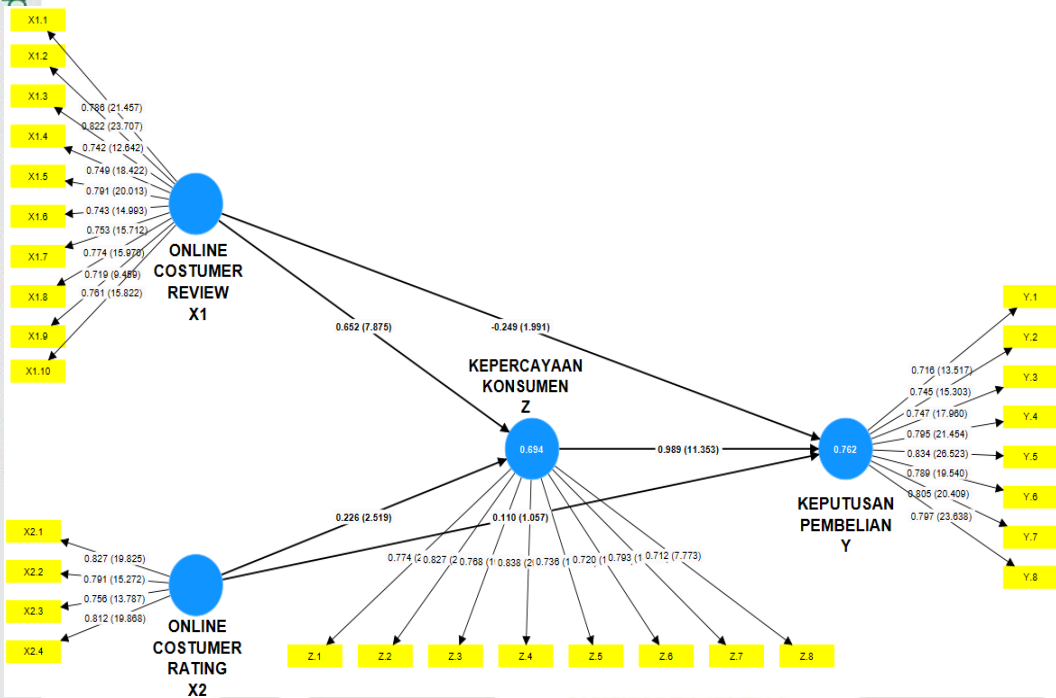 X1.1
X1.2
X1.3
X1.4
X1.5
X1.6
X1.7
X1.8
X1.9
X1.10
0.786 (21.457)
0.822 (23.707)
0.742 (12.642)
0.749 (18.422)
0.791 (20.013)
0.743 (14.993)
0.753 (15.712)
0.774 (15.970)
0.719 (9.459)
0.761 (15.822)
ONLINE
COSTUMER
REVIEW
X1
0.652 (7.875)
-0.249 (1.991)
KEPERCAYAAN
KONSUMEN
Z
0.694
0.989 (11.353)
0.762
KEPUTUSAN
PEMBELIAN
Y
Y.1
Y.2
Y.3
Y.4
Y.5
Y.6
Y.7
Y.8
0.716 (13.517)
0.745 (15.303)
0.747 (17.960)
0.795 (21.454)
0.834 (26.523)
0.789 (19.540)
0.805 (20.409)
0.797 (23.638)
0.226 (2.519)
0.110 (1.057)
X2.1
X2.2
X2.3
X2.4
0.827 (19.825)
0.791 (15.272)
0.756 (13.787)
0.812 (19.868)
ONLINE
COSTUMER
RATING
X2
0.774 0.827 0.768 0.838 0.736 0.720 0.793 0.712 (7.773)
Z.1 Z.2 Z.3 Z.4 Z.5 Z.6 Z.7 Z.8